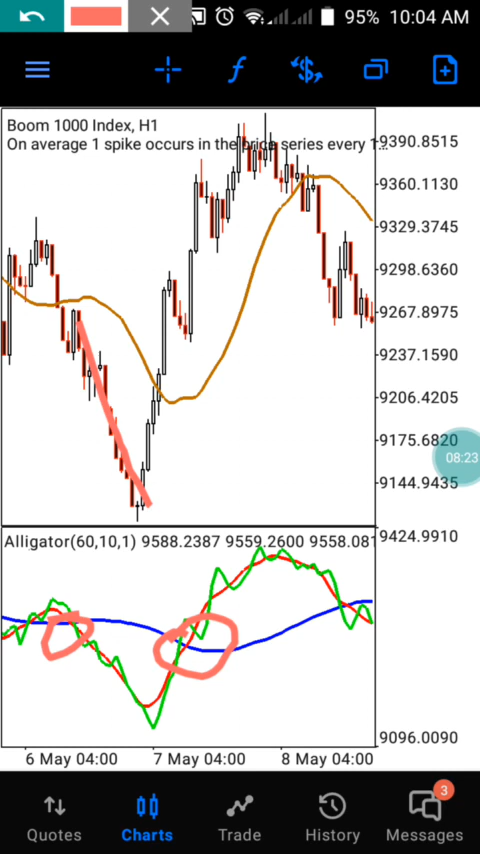 95% 10:04 AM
Boom 1000 Index, H1
On average 1 spike occurs in the price series every 1...
9390.8515
9360.1130
9329.3745
9298.6360
9267.8975
9237.1590
9206.4205
9175.6820
08:23
9144.9435
Alligator(60,10,1) 9588.2387 9559.2600 9558.081
9424.9910
9096.0090
6 May 04:00 7 May 04:00 8 May 04:00
3
Quotes Charts Trade History Messages